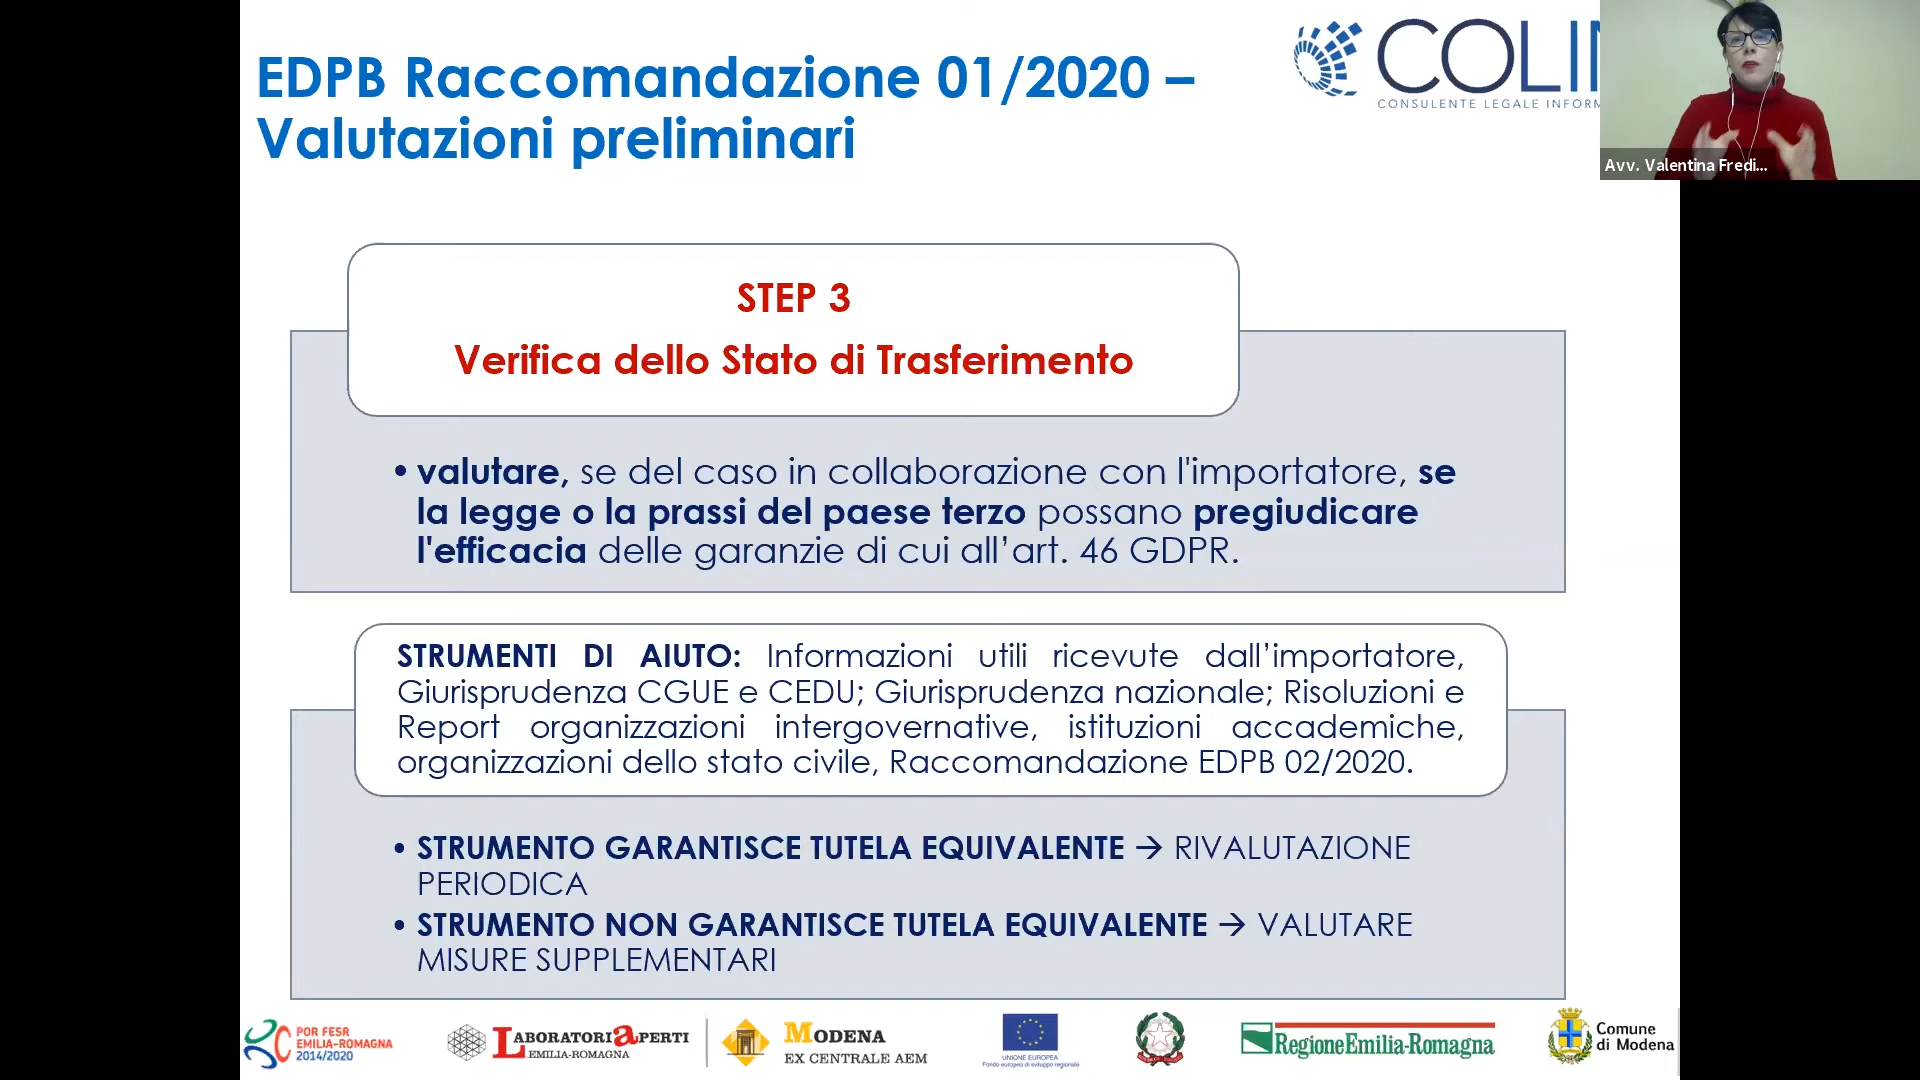 EDPB Raccomandazione 01/2020 –
Valutazioni preliminari
COLIN
CONSULENTE LEGALE INFORM
Avv. Valentina Fredi...
STEP 3
Verifica dello Stato di Trasferimento
• valutare, se del caso in collaborazione con l'importatore, se
la legge o la prassi del paese terzo possano pregiudicare
l'efficacia delle garanzie di cui all’art. 46 GDPR.
STRUMENTI DI AIUTO: Informazioni utili ricevute dall’importatore,
Giurisprudenza CGUE e CEDU; Giurisprudenza nazionale; Risoluzioni e
Report organizzazioni intergovernative, istituzioni accademiche,
organizzazioni dello stato civile, Raccomandazione EDPB 02/2020.
• STRUMENTO GARANTISCE TUTELA EQUIVALENTE → RIVALUTAZIONE
PERIODICA
• STRUMENTO NON GARANTISCE TUTELA EQUIVALENTE → VALUTARE
MISURE SUPPLEMENTARI
POR FESR
EMILIA-ROMAGNA
2014/2020
LABORATORI APERTI
EMILIA-ROMAGNA
MODENA
EX CENTRALE AEM
UNIONE EUROPEA
Fondo europeo di sviluppo regionale
RegioneEmilia-Romagna
Comune
di Modena